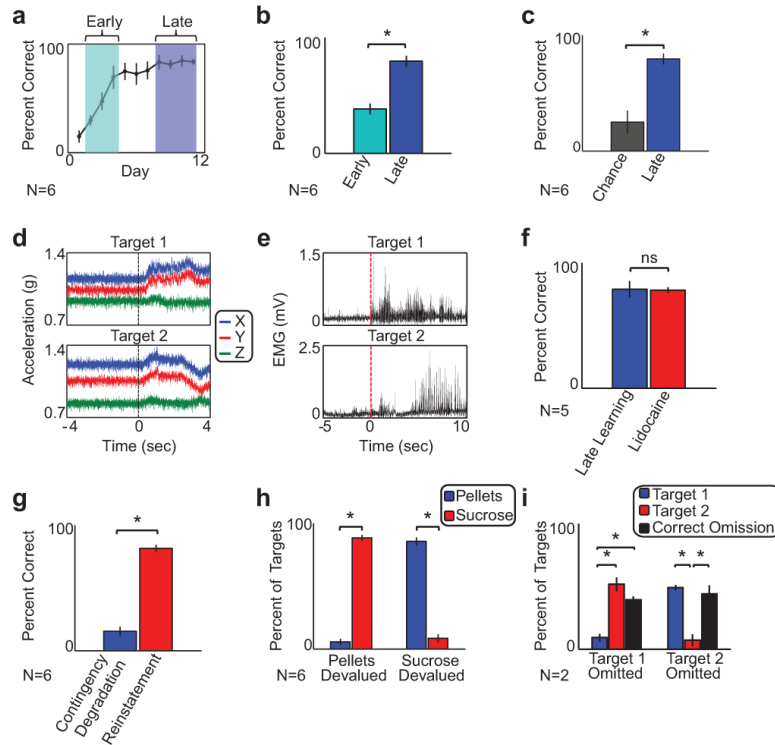 a
Early
Late
100
0
Percent Correct
0
12
Day
N=6
b
*
100
0
Percent Correct
Early
Late
N=6
c
*
100
0
Percent Correct
Chance
Late
N=6
d
Target 1
1.4
0.7
Target 2
1.4
0.7
Acceleration (g)
-4
0
4
Time (sec)
X
Y
Z
e
Target 1
1.5
0
Target 2
2.5
0
EMG (mV)
-5
0
10
Time (sec)
f
ns
100
0
Percent Correct
Late Learning
Lidocaine
N=5
g
*
100
0
Percent Correct
Contingency
Degradation
Reinstatement
N=6
h
Pellets
Sucrose
*
*
100
0
Percent of Targets
Pellets
Devalued
Sucrose
Devalued
N=6
i
Target 1
Target 2
Correct Omission
*
*
*
*
100
0
Percent of Targets
Target 1
Omitted
Target 2
Omitted
N=2